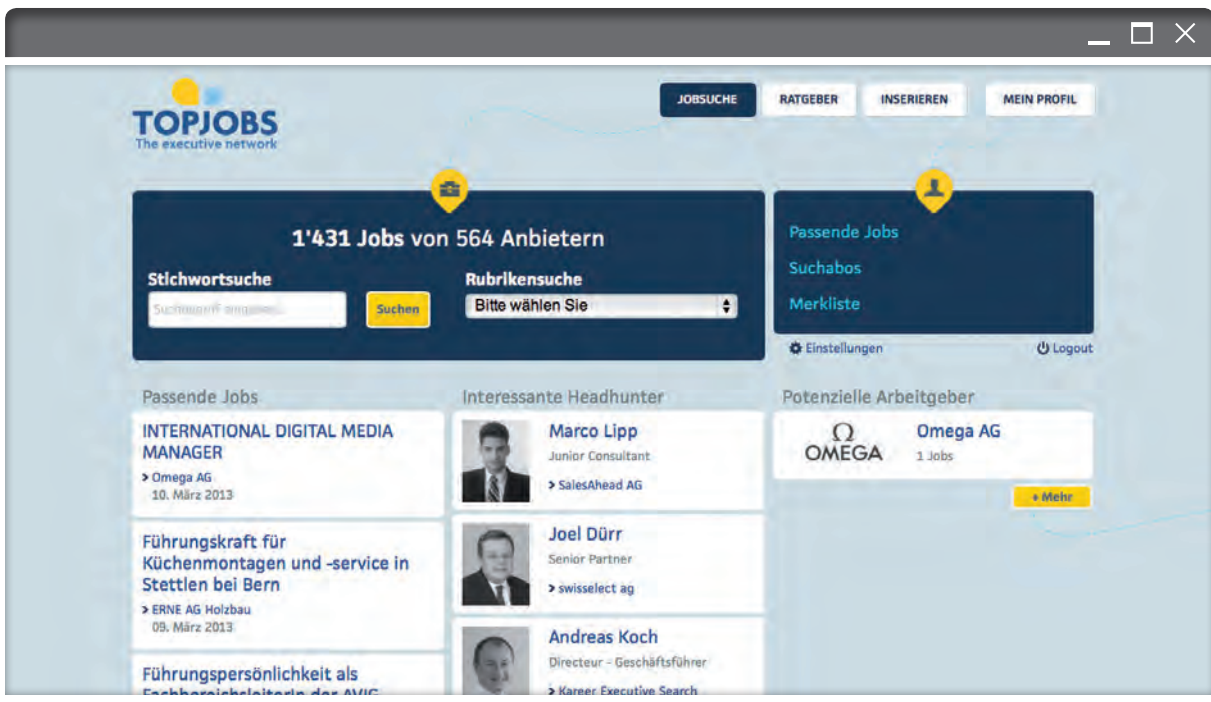 TOPJOBS
The executive network
JOBSUCHE
RATGEBER
INSERIEREN
MEIN PROFIL
1'431 Jobs von 564 Anbietern
Stichwortsuche
Suchen
Rubrikensuche
Bitte wählen Sie
Passende Jobs
Suchabos
Merkliste
Einstellungen
Logout
Passende Jobs
INTERNATIONAL DIGITAL MEDIA
MANAGER
> Omega AG
10. März 2013
Führungskraft für
Küchenmontagen und -service in
Stettlen bei Bern
> ERNE AG Holzbau
09. März 2013
Führungspersönlichkeit als
FachbereichsleiterIn der AVIG
Interessante Headhunter
Marco Lipp
Junior Consultant
> SalesAhead AG
Joel Dürr
Senior Partner
> swisselect ag
Andreas Koch
Directeur - Geschäftsführer
> Kareer Executive Search
Potenzielle Arbeitgeber
Ω
OMEGA
Omega AG
1 Jobs
+ Mehr